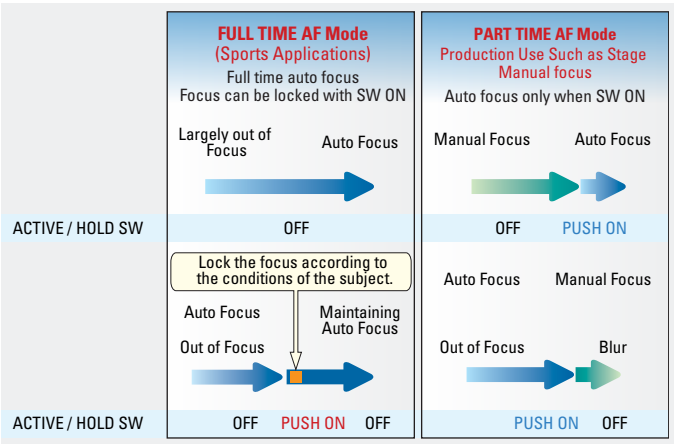 FULL TIME AF Mode
(Sports Applications)
Full time auto focus
Focus can be locked with SW ON
PART TIME AF Mode
Production Use Such as Stage
Manual focus
Auto focus only when SW ON
Largely out of
Focus
Auto Focus
Manual Focus
Auto Focus
ACTIVE / HOLD SW
OFF
OFF
PUSH ON
Lock the focus according to
the conditions of the subject.
Auto Focus
Maintaining
Auto Focus
Out of Focus
Auto Focus
Manual Focus
Out of Focus
Blur
ACTIVE / HOLD SW
OFF
PUSH ON
OFF
PUSH ON
OFF